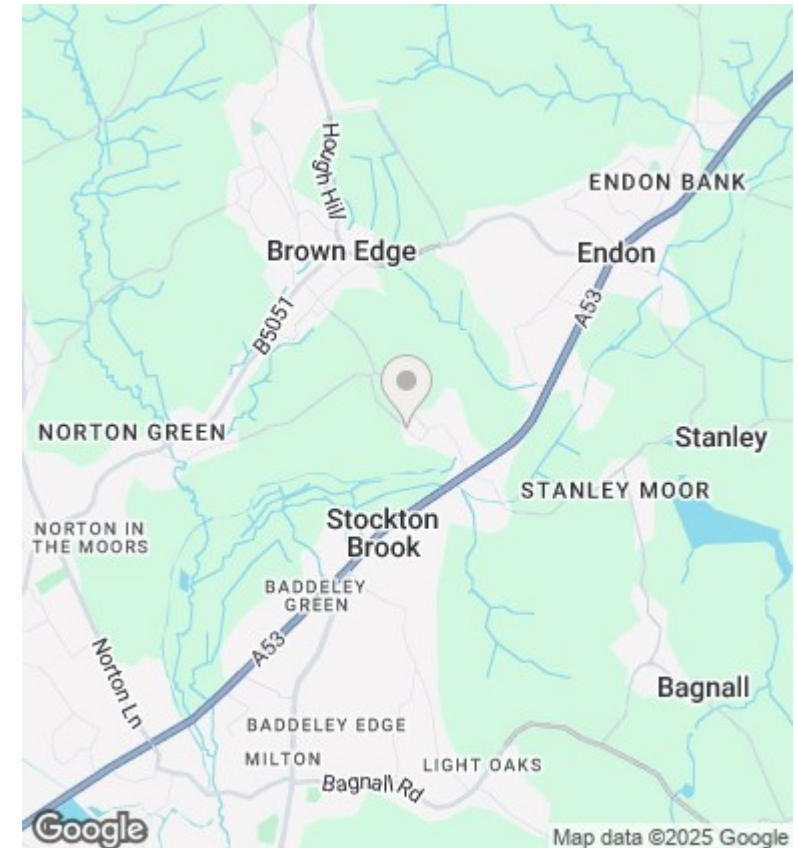 Hough Hill
ENDON BANK
Brown Edge
Endon
B5051
A53
NORTON GREEN
Stanley
STANLEY MOOR
Stockton
Brook
NORTON IN
THE MOORS
BADDELEY
GREEN
A53
Norton Ln
Bagnall
BADDELEY EDGE
MILTON
LIGHT OAKS
Bagnall Rd
Google
Map data ©2025 Google